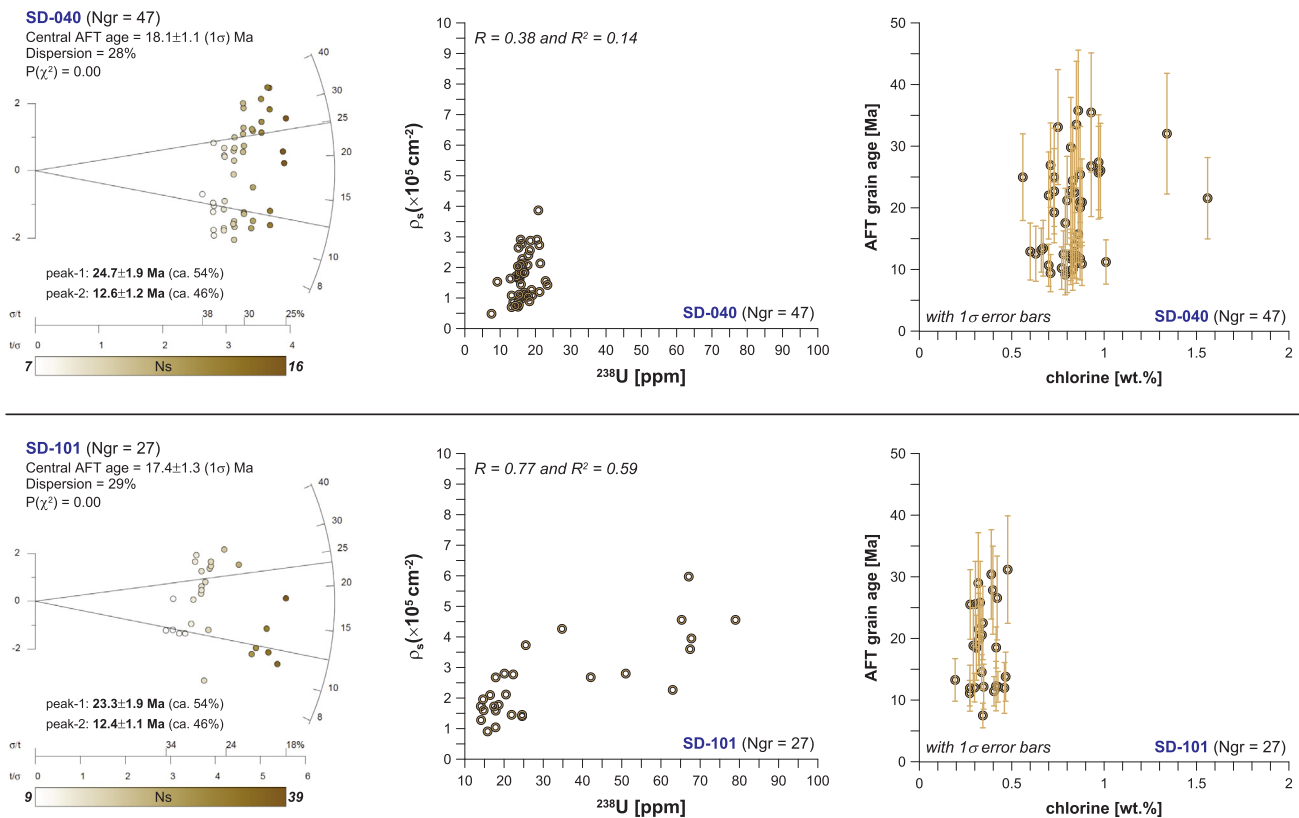 SD-040 (Ngr = 47)
Central AFT age = 18.1±1.1 (1σ) Ma
Dispersion = 28%
P(χ²) = 0.00
40
30
25
20
15
10
8
2
0
-2
peak-1: 24.7±1.9 Ma (ca. 54%)
peak-2: 12.6±1.2 Ma (ca. 46%)
σ/t
38
30
25%
t/σ
0
1
2
3
4
7
Ns
16
10
9
8
7
6
5
4
3
2
1
0
R = 0.38 and R² = 0.14
ρs(×10⁵ cm⁻²)
SD-040 (Ngr = 47)
0 10 20 30 40 50 60 70 80 90 100
²³⁸U [ppm]
50
40
30
20
10
0
AFT grain age [Ma]
with 1σ error bars
SD-040 (Ngr = 47)
0 0.5 1 1.5 2
chlorine [wt.%]
SD-101 (Ngr = 27)
Central AFT age = 17.4±1.3 (1σ) Ma
Dispersion = 29%
P(χ²) = 0.00
40
30
25
20
15
10
8
2
0
-2
peak-1: 23.3±1.9 Ma (ca. 54%)
peak-2: 12.4±1.1 Ma (ca. 46%)
σ/t
34
24
18%
t/σ
0
1
2
3
4
5
6
9
Ns
39
10
9
8
7
6
5
4
3
2
1
0
R = 0.77 and R² = 0.59
ρs(×10⁵ cm⁻²)
SD-101 (Ngr = 27)
10 20 30 40 50 60 70 80 90 100
²³⁸U [ppm]
50
40
30
20
10
0
AFT grain age [Ma]
with 1σ error bars
SD-101 (Ngr = 27)
0 0.5 1 1.5 2
chlorine [wt.%]